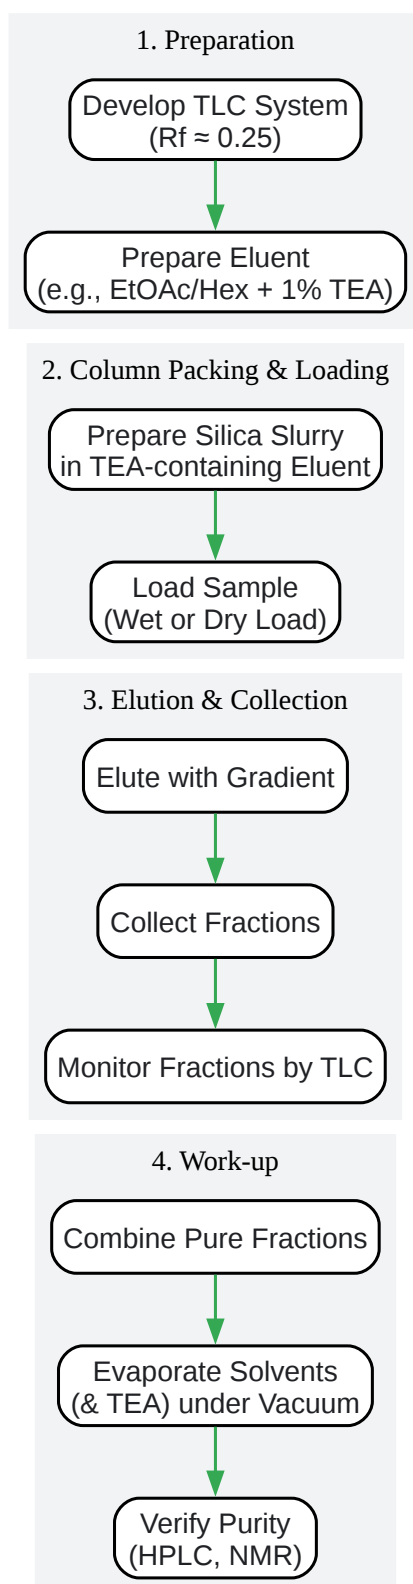 1. Preparation
Develop TLC System
(Rf ≈ 0.25)
Prepare Eluent
(e.g., EtOAc/Hex + 1% TEA)
2. Column Packing & Loading
Prepare Silica Slurry
in TEA-containing Eluent
Load Sample
(Wet or Dry Load)
3. Elution & Collection
Elute with Gradient
Collect Fractions
Monitor Fractions by TLC
4. Work-up
Combine Pure Fractions
Evaporate Solvents
(& TEA) under Vacuum
Verify Purity
(HPLC, NMR)